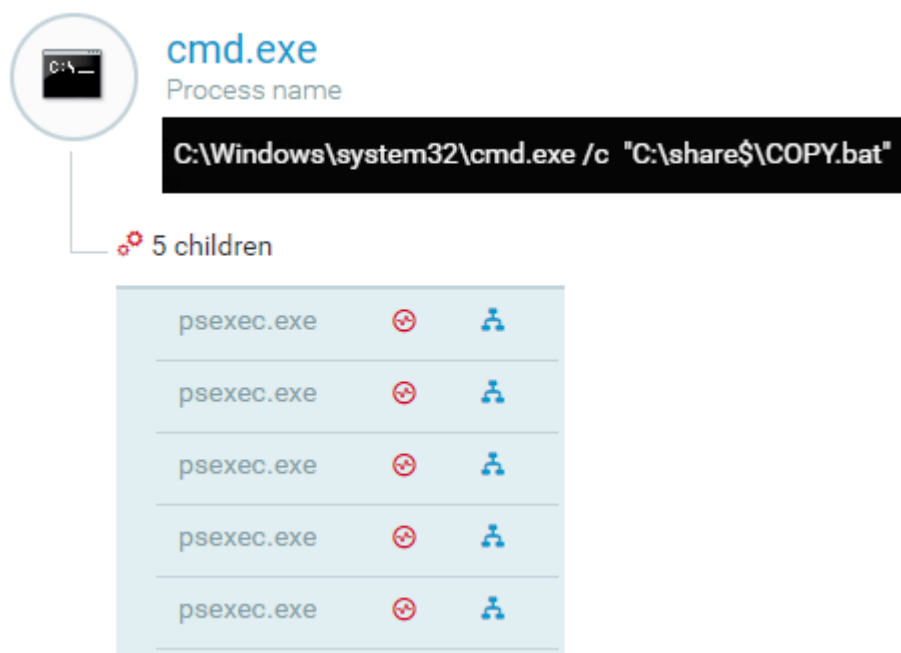 C:\
cmd.exe
Process name
C:\Windows\system32\cmd.exe /c "C:\share$\COPY.bat"
5 children
psexec.exe
psexec.exe
psexec.exe
psexec.exe
psexec.exe